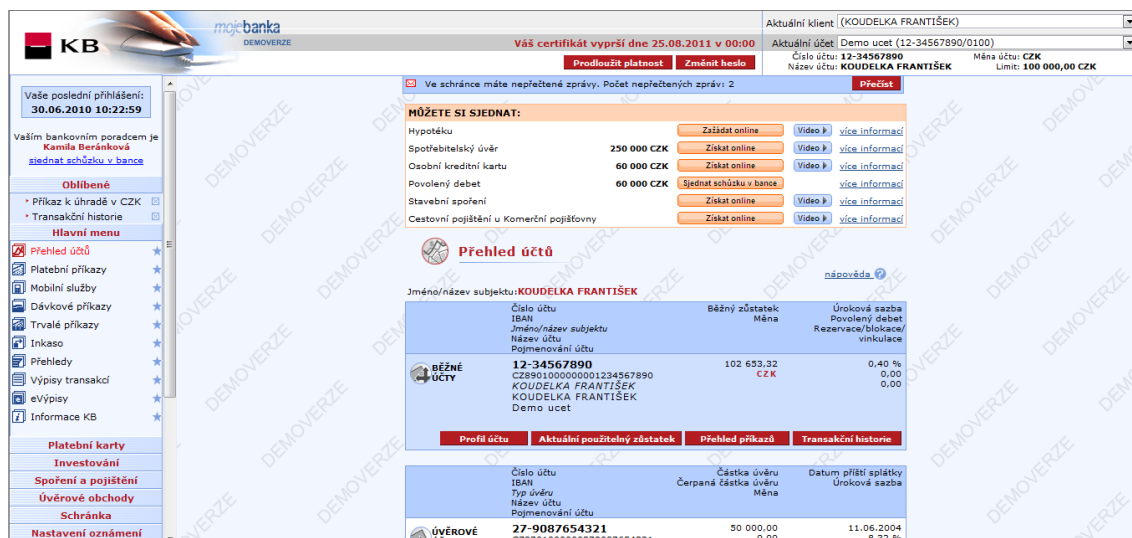 KB
mojebanka
DEMOVERZE
Aktuální klient (KOUDELKA FRANTIŠEK)
Váš certifikát vyprší dne 25.08.2011 v 00:00
Aktuální účet Demo ucet (12-34567890/0100)
Prodloužit platnost Změnit heslo
Číslo účtu: 12-34567890 Měna účtu: CZK
Název účtu: KOUDELKA FRANTIŠEK Limit: 100 000,00 CZK
Vaše poslední přihlášení:
30.06.2010 10:22:59
Vaším bankovním poradcem je
Kamila Beránková
sjednat schůzku v bance
Oblíbené
Příkaz k úhradě v CZK
Transakční historie
Hlavní menu
Přehled účtů
Platební příkazy
Mobilní služby
Dávkové příkazy
Trvalé příkazy
Inkaso
Přehledy
Výpisy transakcí
eVýpisy
Informace KB
Platební karty
Investování
Spoření a pojištění
Úvěrové obchody
Schránka
Nastavení oznámení
Ve schránce máte nepřečtené zprávy. Počet nepřečtených zpráv: 2 Přečíst
MŮŽETE SI SJEDNAT:
Hypotéku Zažádat online Video více informací
Spotřebitelský úvěr 250 000 CZK Získat online Video více informací
Osobní kreditní kartu 60 000 CZK Získat online Video více informací
Povolený debet 60 000 CZK Sjednat schůzku v bance více informací
Stavební spoření Získat online Video více informací
Cestovní pojištění u Komerční pojišťovny Získat online Video více informací
Přehled účtů
nápověda
Jméno/název subjektu:KOUDELKA FRANTIŠEK
Číslo účtu Běžný zůstatek Úroková sazba
IBAN Měna Povolený debet
Jméno/název subjektu Rezervace/blokace/
Název účtu vinkulace
Pojmenování účtu
BĚŽNÉ ÚČTY
12-34567890 102 653,32 0,40 %
CZ8901000000001234567890 CZK 0,00
KOUDELKA FRANTIŠEK 0,00
KOUDELKA FRANTIŠEK
Demo ucet
Profil účtu Aktuální použitelný zůstatek Přehled příkazů Transakční historie
Číslo účtu Částka úvěru Datum příští splátky
IBAN Čerpaná částka úvěru Úroková sazba
Typ úvěru Měna
Název účtu
Pojmenování účtu
ÚVĚROVÉ
27-9087654321 50 000,00 11.06.2004